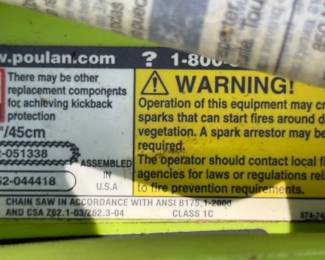 w.poulan.com ? 1-800-
There may be other
replacement components
for achieving kickback
protection
"/45cm
-051338
52-044418
ASSEMBLED
IN
U.S.A
WARNING!
Operation of this equipment may cr
sparks that can start fires around d
vegetation. A spark arrestor may be
required.
The operator should contact local fi
agencies for laws or regulations rela
to fire prevention requirements.
CHAIN SAW IN ACCORDANCE WITH ANSI B175.1-2000
AND CSA Z62.1-03/Z62.3-04 CLASS 1C